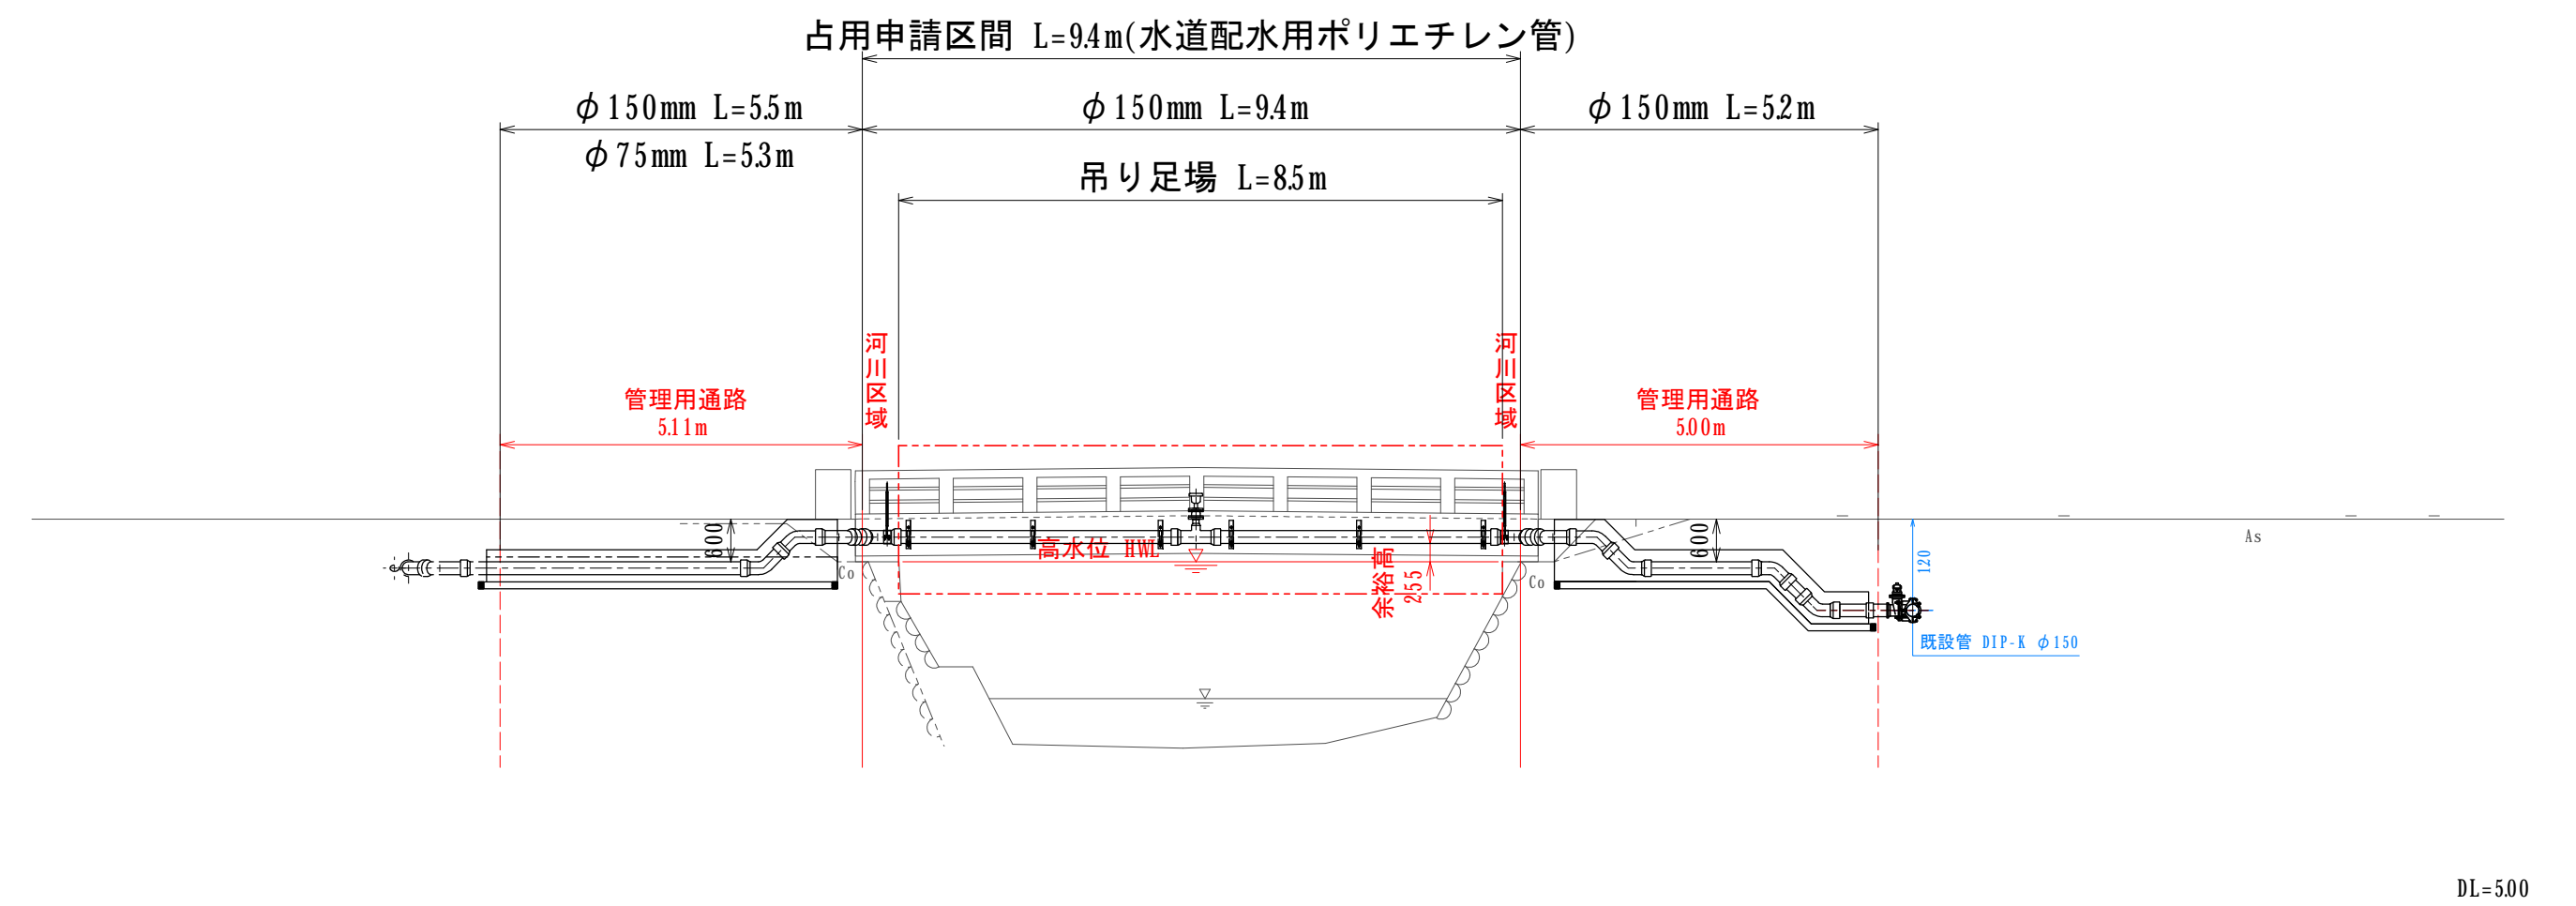 占用申請区間 L=9.4m(水道配水用ポリエチレン管)
φ150mm L=5.5m
φ150mm L=9.4m
φ150mm L=5.2m
φ75mm L=5.3m
吊り足場 L=8.5m
河川区域
河川区域
管理用通路
5.11m
管理用通路
5.00m
600
600
高水位 HWL
余裕高
255
Co
Co
As
120
既設管 DIP-K φ150
DL=5.00